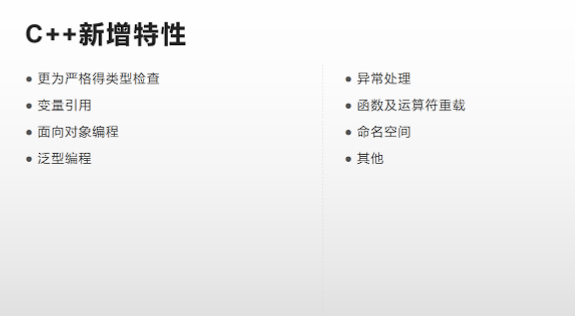 C++新增特性
● 更为严格得类型检查
● 变量引用
● 面向对象编程
● 泛型编程
● 异常处理
● 函数及运算符重载
● 命名空间
● 其他